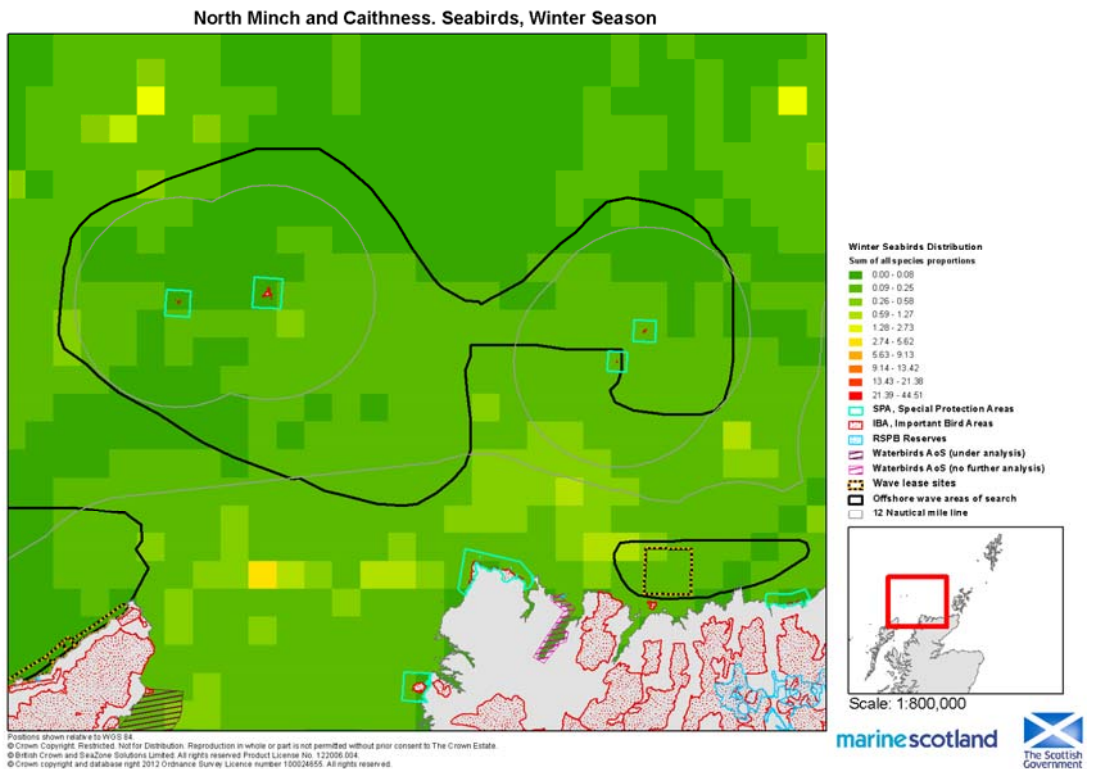 North Minch and Caithness. Seabirds, Winter Season
Winter Seabirds Distribution
Sum of all species proportions
0.00 - 0.08
0.09 - 0.25
0.26 - 0.58
0.59 - 1.27
1.28 - 2.73
2.74 - 5.62
5.63 - 9.13
9.14 - 13.42
13.43 - 21.38
21.39 - 44.51
SPA, Special Protection Areas
IBA, Important Bird Areas
RSPB Reserves
Waterbirds AoS (under analysis)
Waterbirds AoS (no further analysis)
Wave lease sites
Offshore wave areas of search
12 Nautical mile line
Scale: 1:800,000
Positions shown relative to WGS 84.
© Crown Copyright. Restricted. Not for Distribution. Reproduction in whole or part is not permitted without prior consent to The Crown Estate.
© British Crown and SeaZone Solutions Limited. All rights reserved. Product License No. 122006.004.
© Crown copyright and database right 2012 Ordnance Survey Licence number 100024655. All rights reserved.
marinescotland
The Scottish
Government